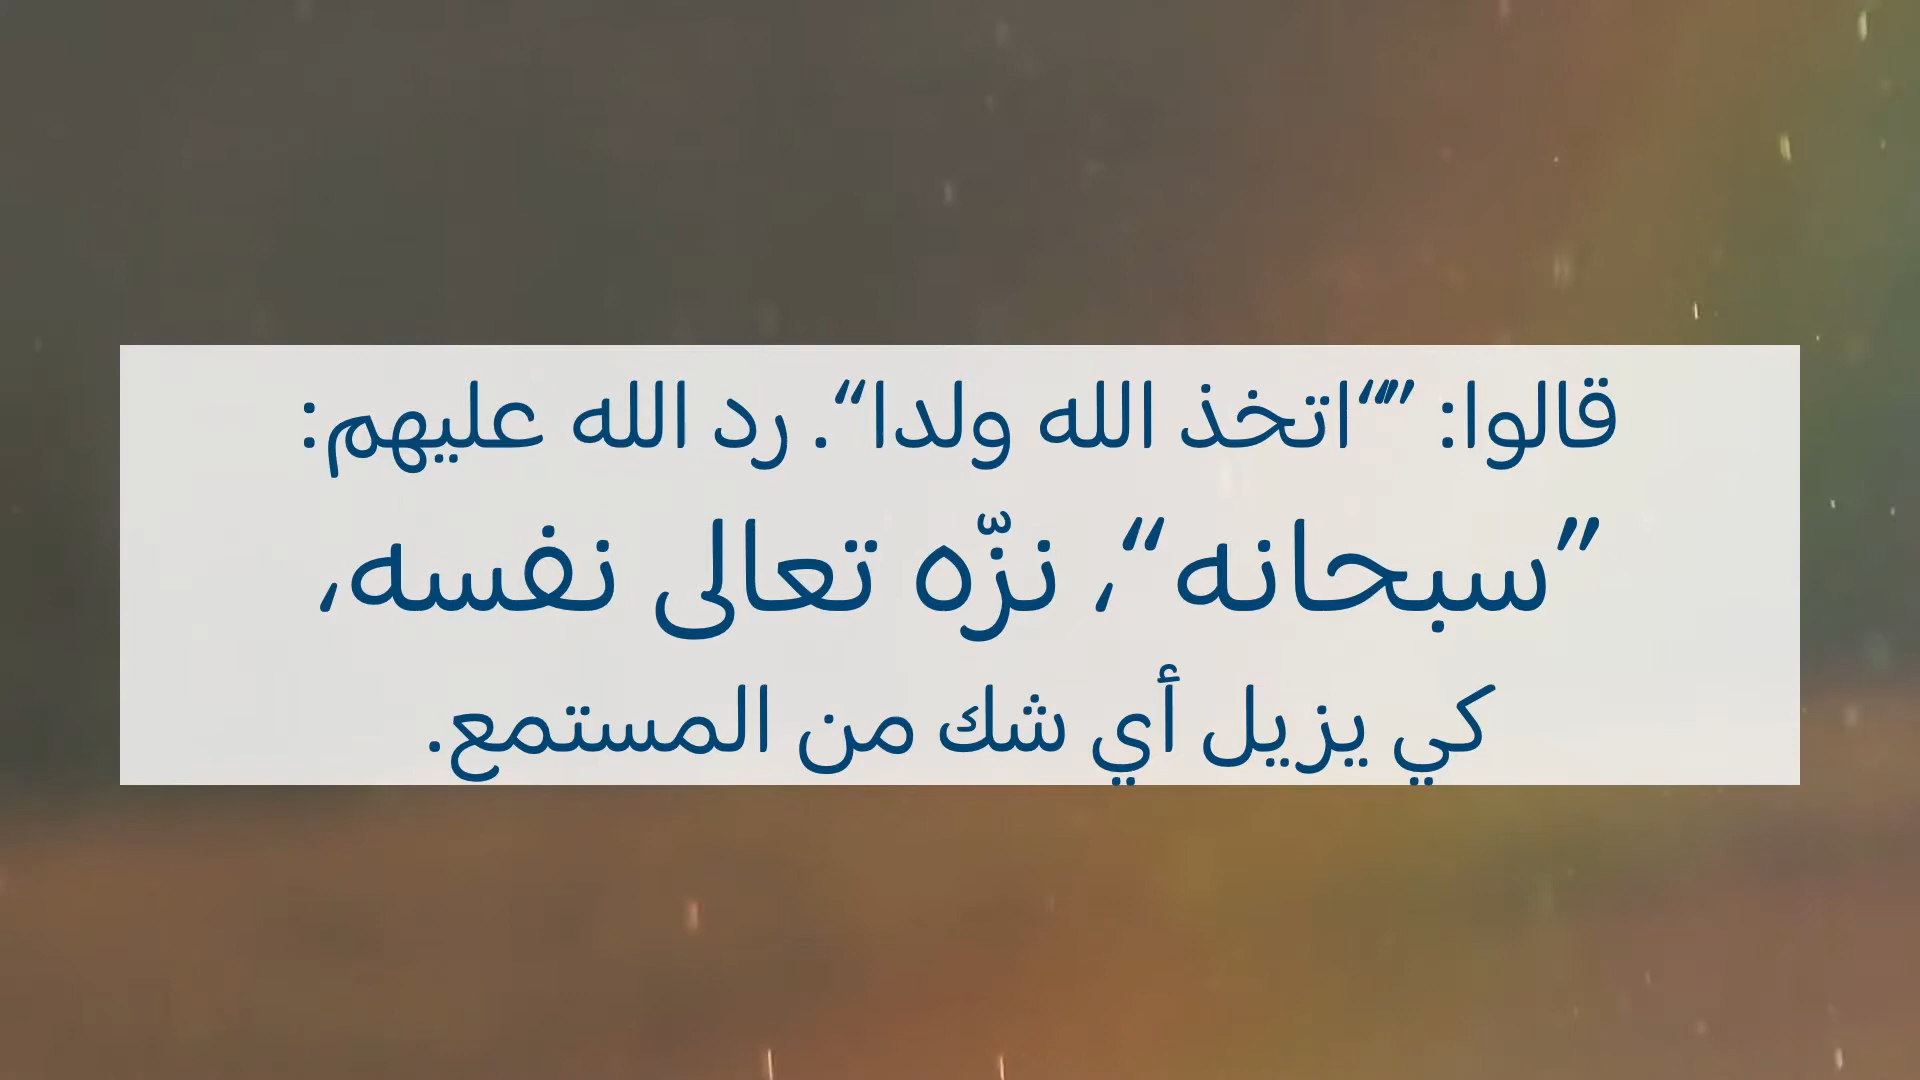 قالوا: ”“”اتخذ الله ولدا“. رد الله عليهم:
”سبحانه“، نزّه تعالى نفسه،
كي يزيل أي شك من المستمع.